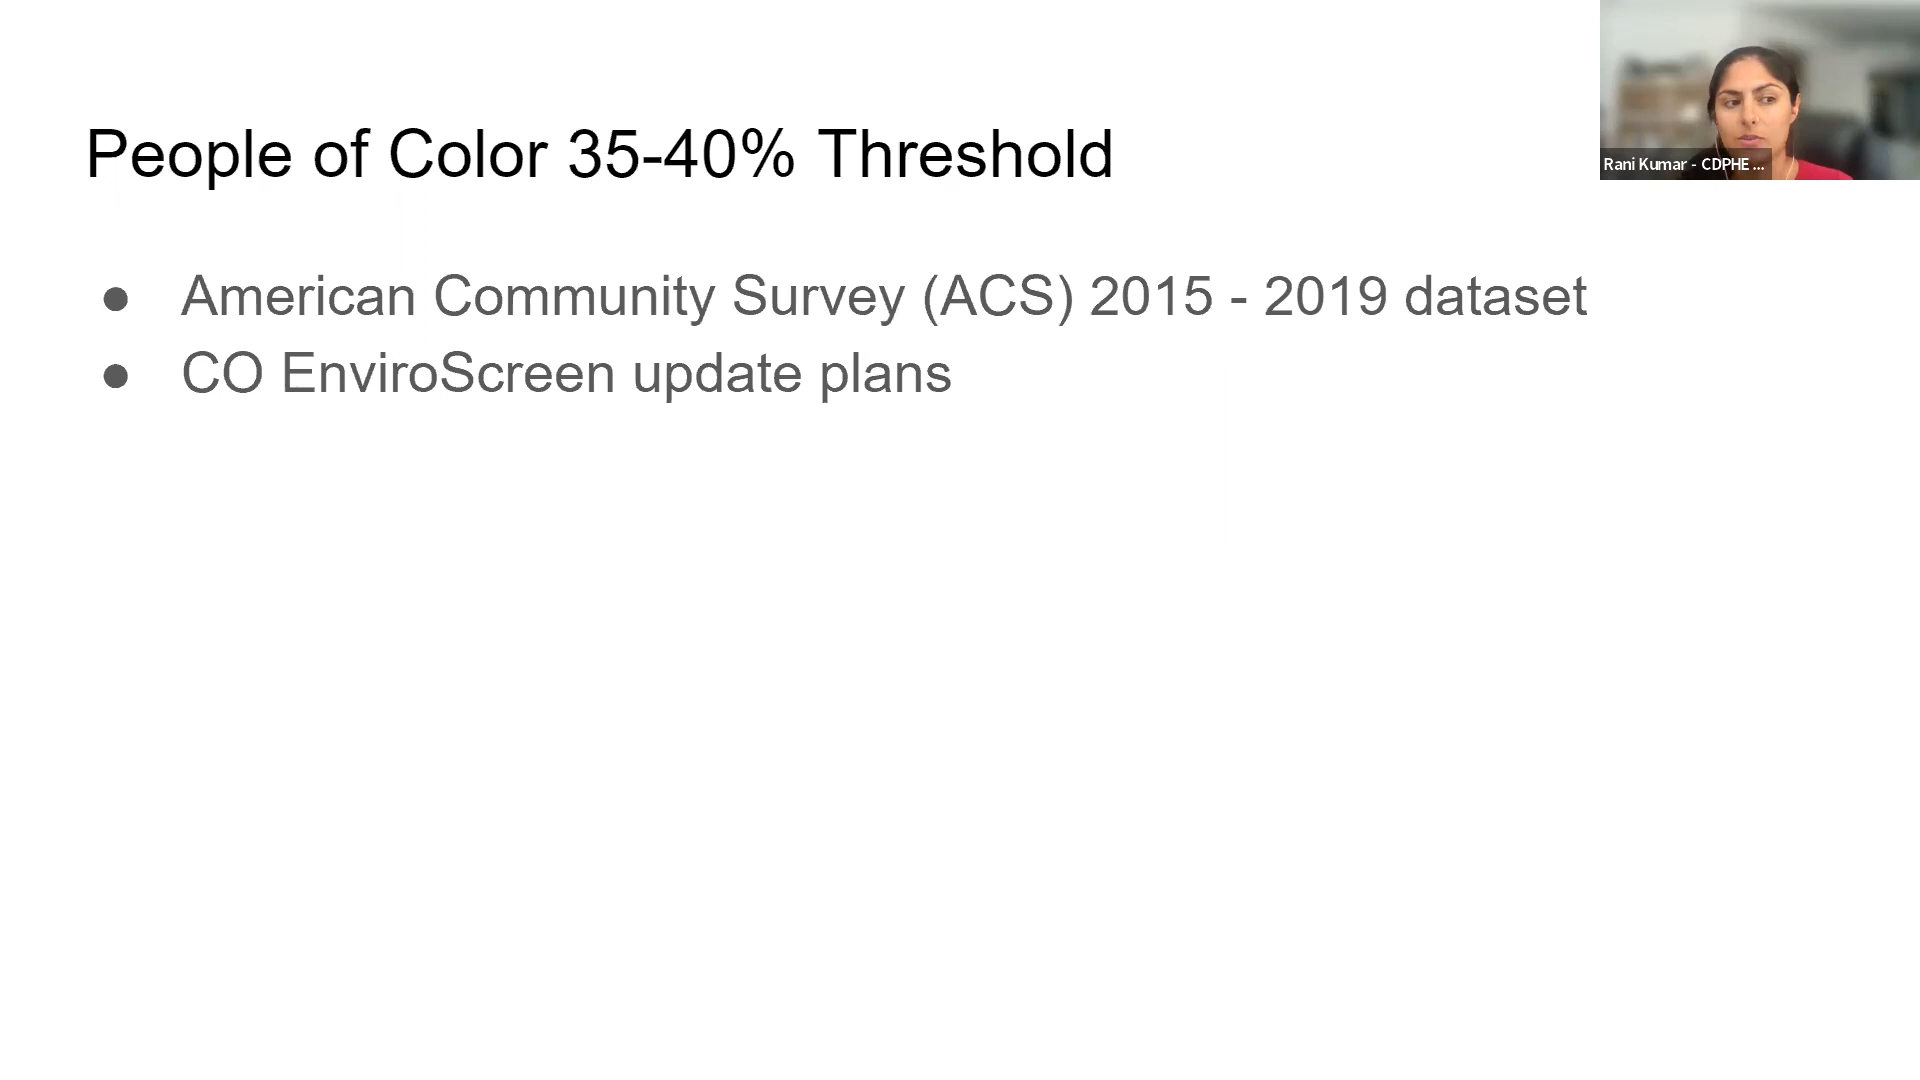 People of Color 35-40% Threshold
Rani Kumar - CDPHE ...
● American Community Survey (ACS) 2015 - 2019 dataset
● CO EnviroScreen update plans